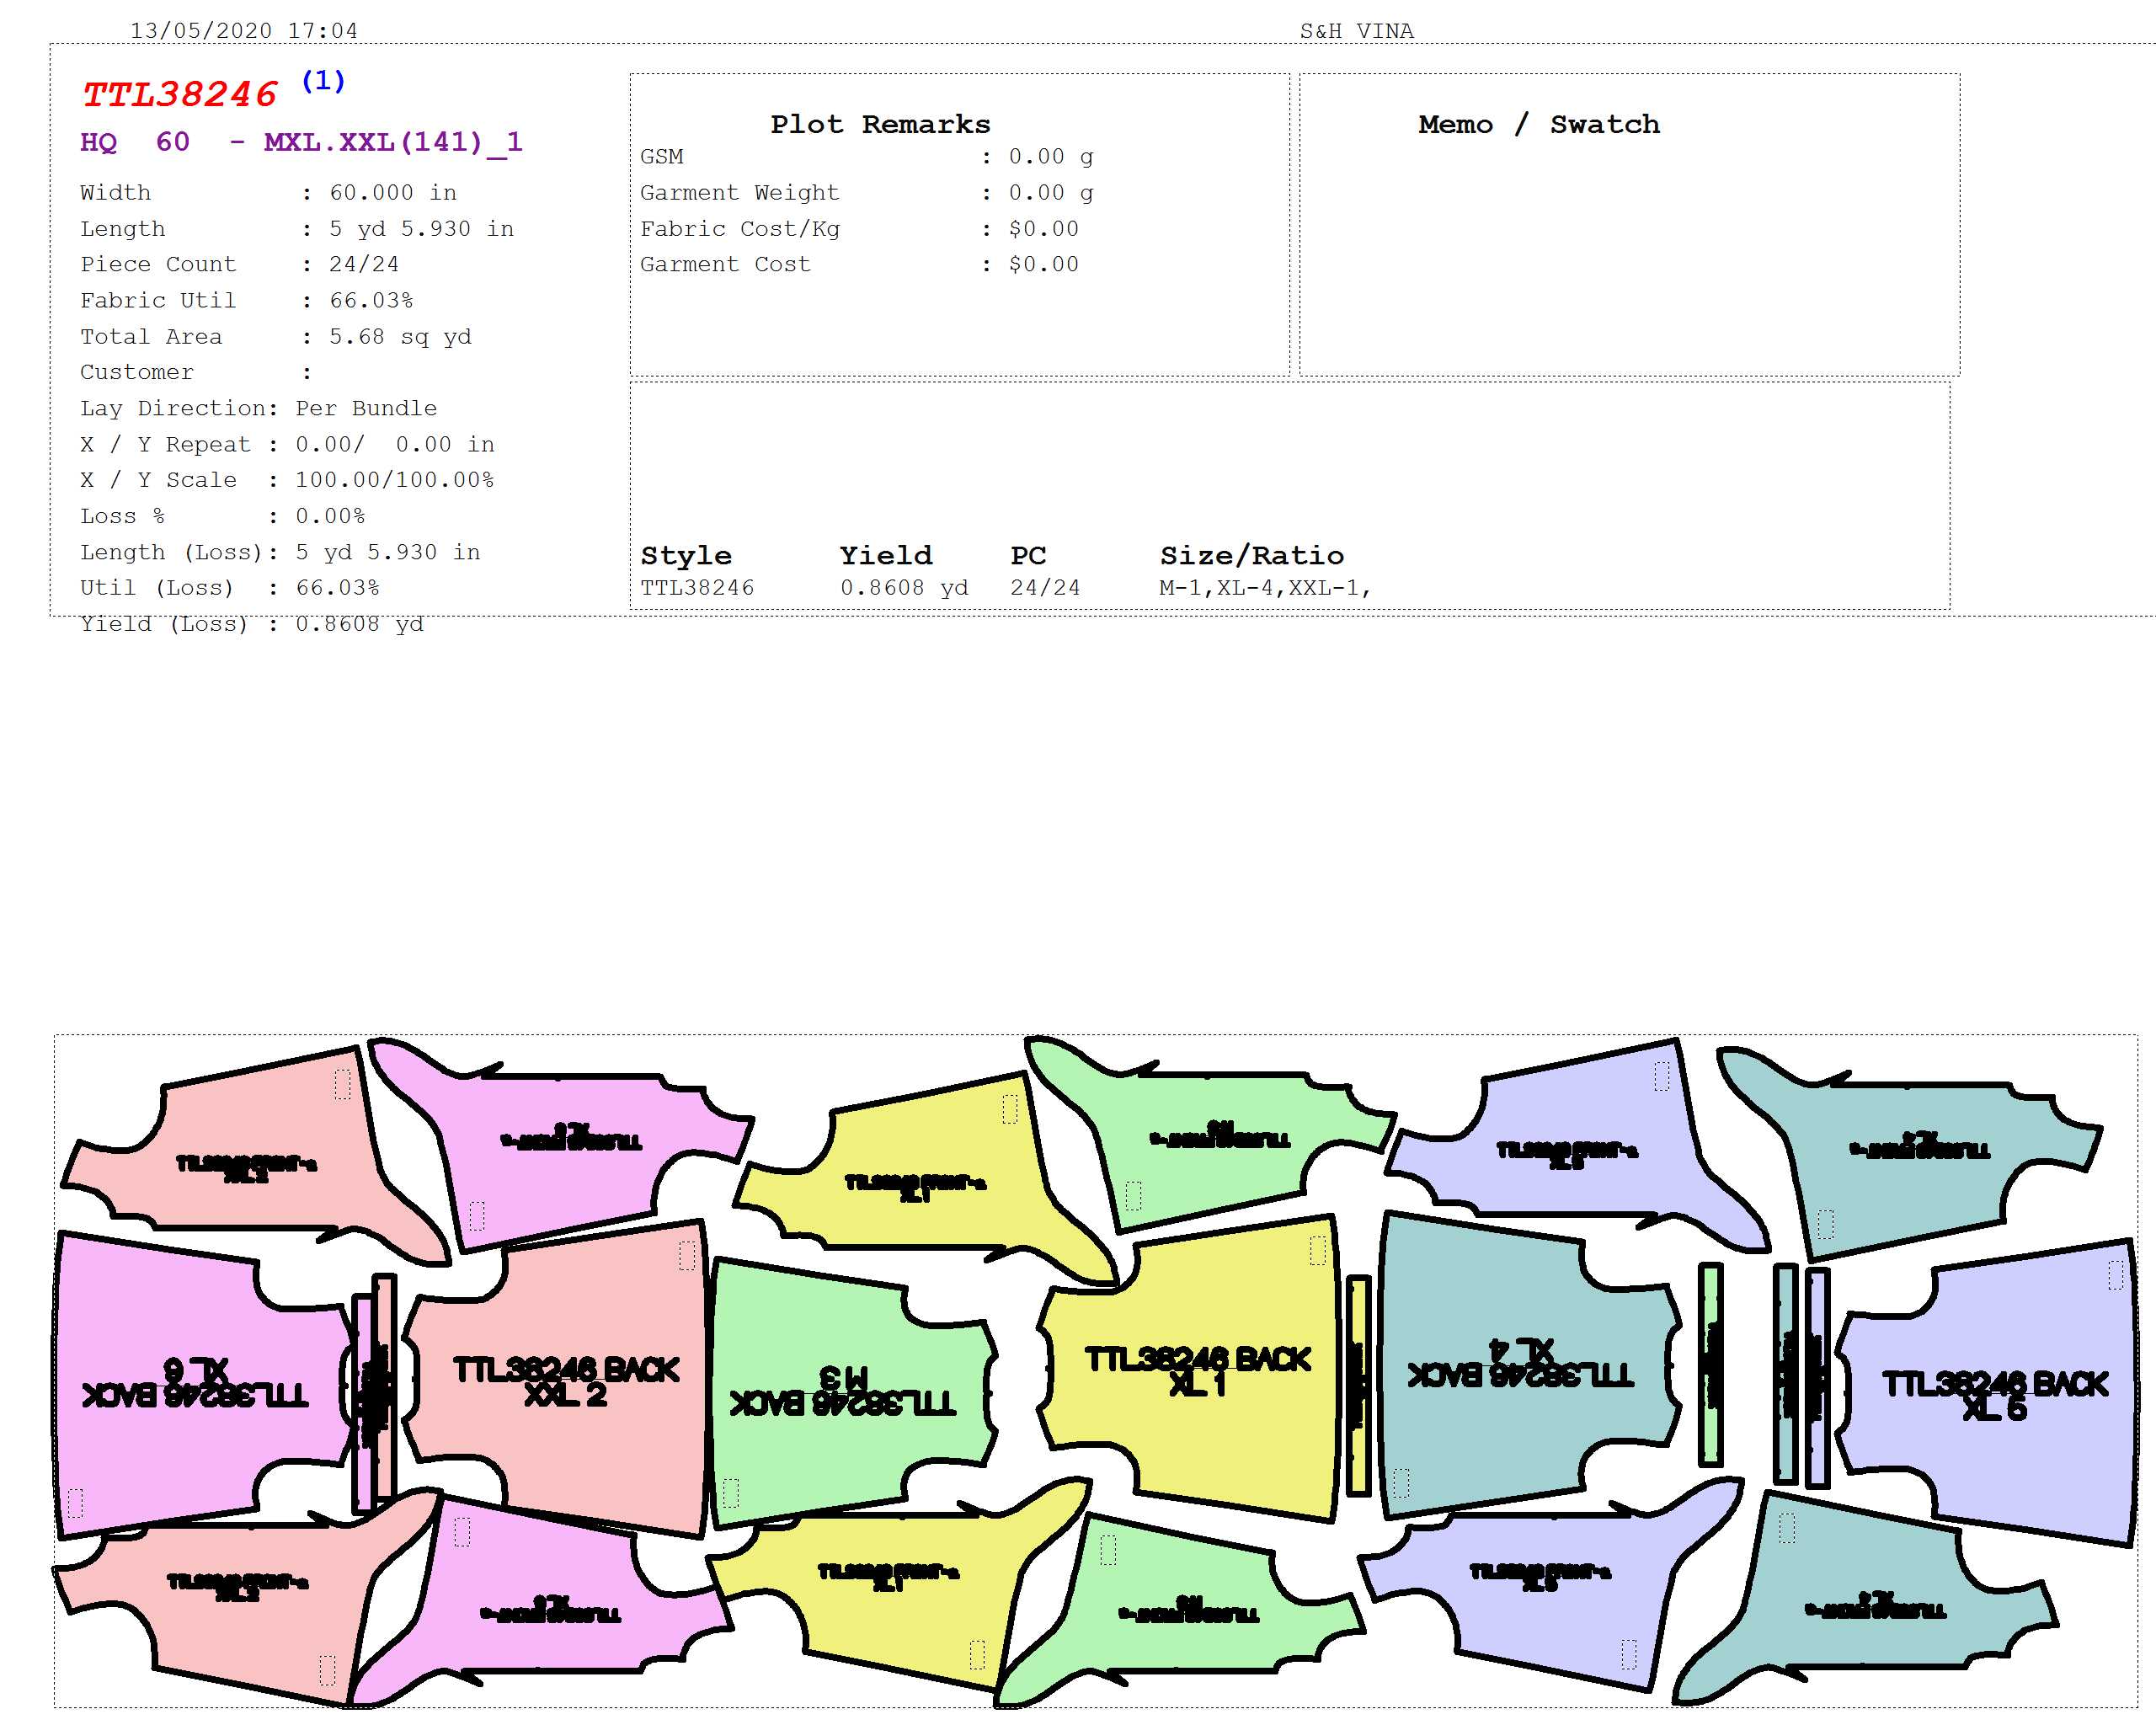 13/05/2020 17:04
S&H VINA
TTL38246 (1)
HQ 60 - MXL.XXL(141)_1
Width : 60.000 in
Length : 5 yd 5.930 in
Piece Count : 24/24
Fabric Util : 66.03%
Total Area : 5.68 sq yd
Customer :
Lay Direction: Per Bundle
X / Y Repeat : 0.00/ 0.00 in
X / Y Scale : 100.00/100.00%
Loss % : 0.00%
Length (Loss): 5 yd 5.930 in
Util (Loss) : 66.03%
Yield (Loss) : 0.8608 yd
Plot Remarks
GSM : 0.00 g
Garment Weight : 0.00 g
Fabric Cost/Kg : $0.00
Garment Cost : $0.00
Memo / Swatch
Style Yield PC Size/Ratio
TTL38246 0.8608 yd 24/24 M-1,XL-4,XXL-1,
TTL38246 BACK
XL 6
TTL38246 BACK
XXL 2
TTL38246 BACK
M 3
TTL38246 BACK
XL 1
TTL38246 BACK
XL 4
TTL38246 BACK
XL 5